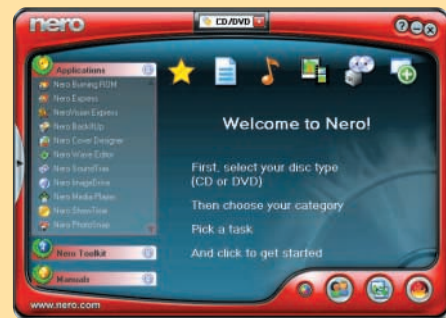 nero
CD/DVD
Applications
Nero Burning ROM
Nero Express
NeroVision Express
Nero BackItUp
Nero Cover Designer
Nero Wave Editor
Nero SoundTrax
Nero ImageDrive
Nero Media Player
Nero ShowTime
Nero PhotoSnap
Nero Toolkit
Manuals
Welcome to Nero!
First, select your disc type
(CD or DVD)
Then choose your category
Pick a task
And click to get started
www.nero.com